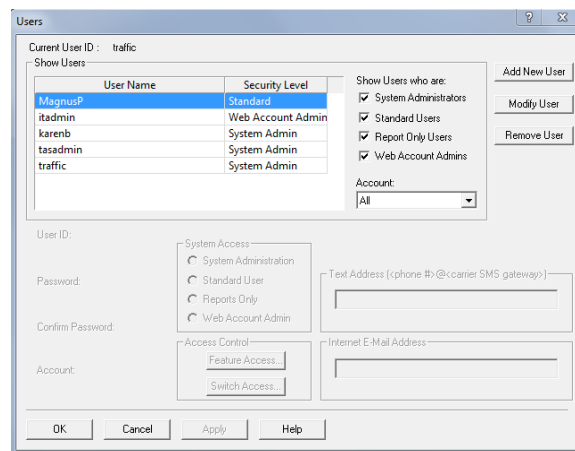 Users
Current User ID : traffic
Show Users
User Name Security Level
MagnusP Standard
itadmin Web Account Admin
karenb System Admin
tasadmin System Admin
traffic System Admin
Show Users who are:
System Administrators
Standard Users
Report Only Users
Web Account Admins
Account:
All
Add New User
Modify User
Remove User
User ID:
Password:
Confirm Password:
Account:
System Access
System Administration
Standard User
Reports Only
Web Account Admin
Access Control
Feature Access...
Switch Access...
Text Address (<phone #>@<carrier SMS gateway>)
Internet E-Mail Address
OK Cancel Apply Help